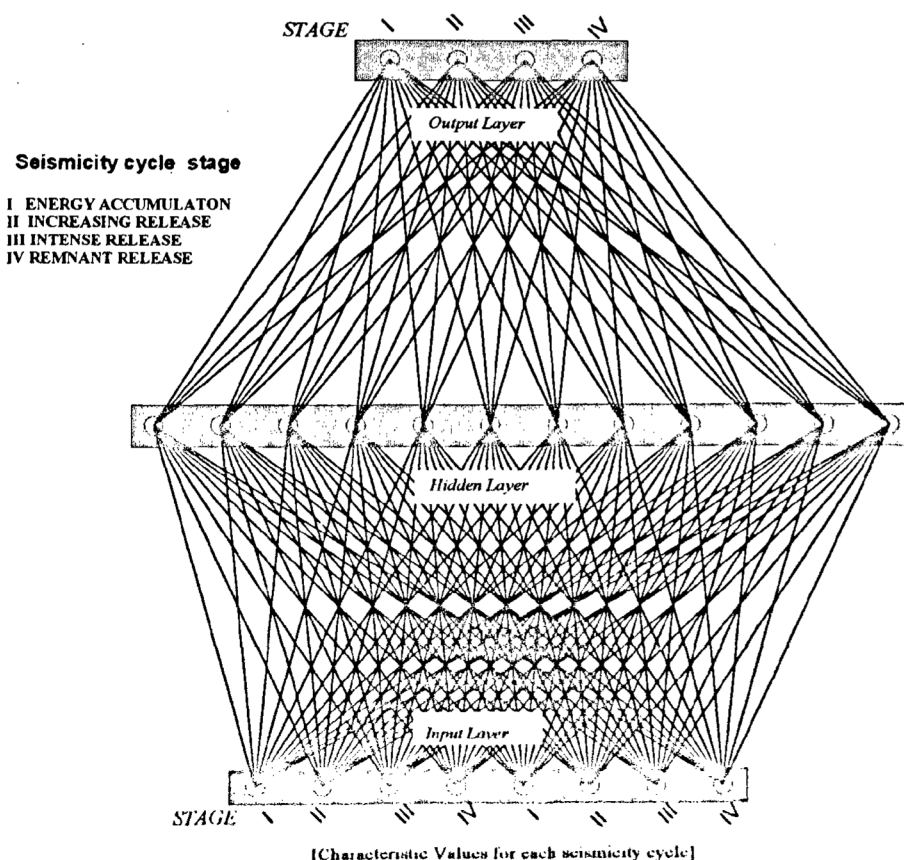 STAGE I II III IV
Output Layer
Seismicity cycle stage
I ENERGY ACCUMULATON
II INCREASING RELEASE
III INTENSE RELEASE
IV REMNANT RELEASE
Hidden Layer
Input Layer
STAGE I II III IV I II III IV
[Characteristic Values for each seismicity cycle]